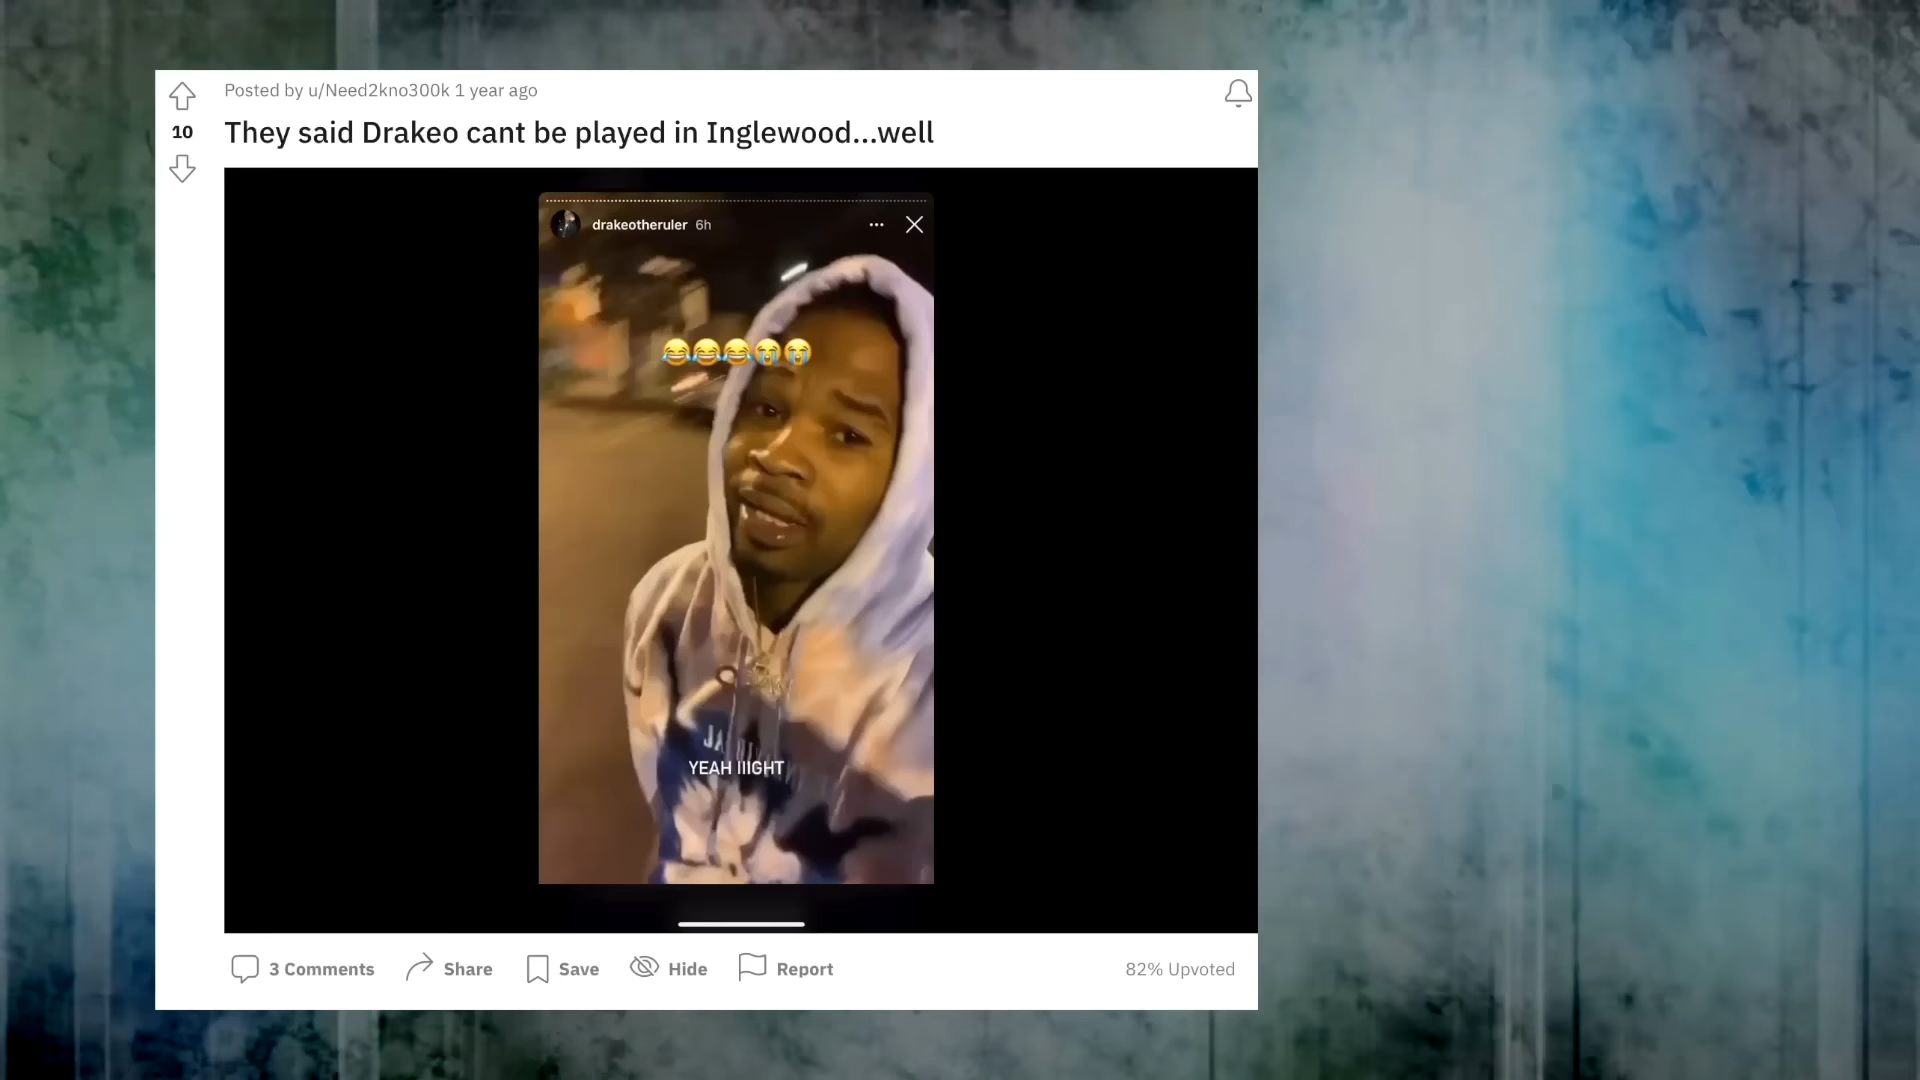 Posted by u/Need2kno300k 1 year ago
10
They said Drakeo cant be played in Inglewood...well
drakeotheruler 6h
YEAH IIIGHT
3 Comments
Share
Save
Hide
Report
82% Upvoted